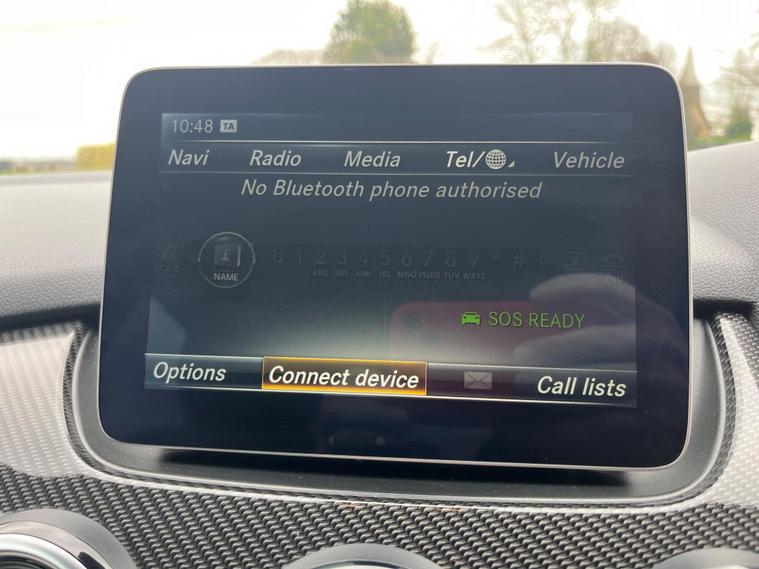 10:48 TA
Navi Radio Media Tel/ Vehicle
No Bluetooth phone authorised
NAME 0 1 2 3 4 5 6 7 8 9 * # +
ABC DEF GHI JKL MNO PQRS TUV WXYZ
SOS READY
Options Connect device Call lists